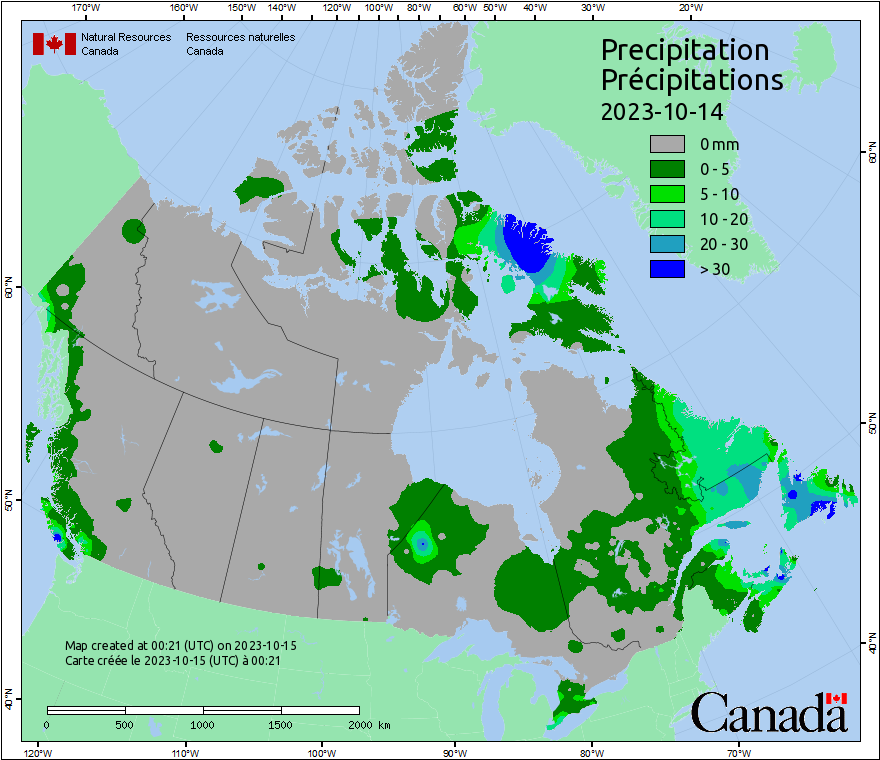 170°W 160°W 150°W 140°W 120°W 100°W 80°W 60°W 50°W 40°W 30°W 20°W
Natural Resources Ressources naturelles
Canada Canada
Precipitation
Précipitations
2023-10-14
0 mm
0 - 5
5 - 10
10 - 20
20 - 30
> 30
60°N
60°N
50°N
50°N
40°N
40°N
Map created at 00:21 (UTC) on 2023-10-15
Carte créée le 2023-10-15 (UTC) à 00:21
0 500 1000 1500 2000 km
Canada
120°W 110°W 100°W 90°W 80°W 70°W